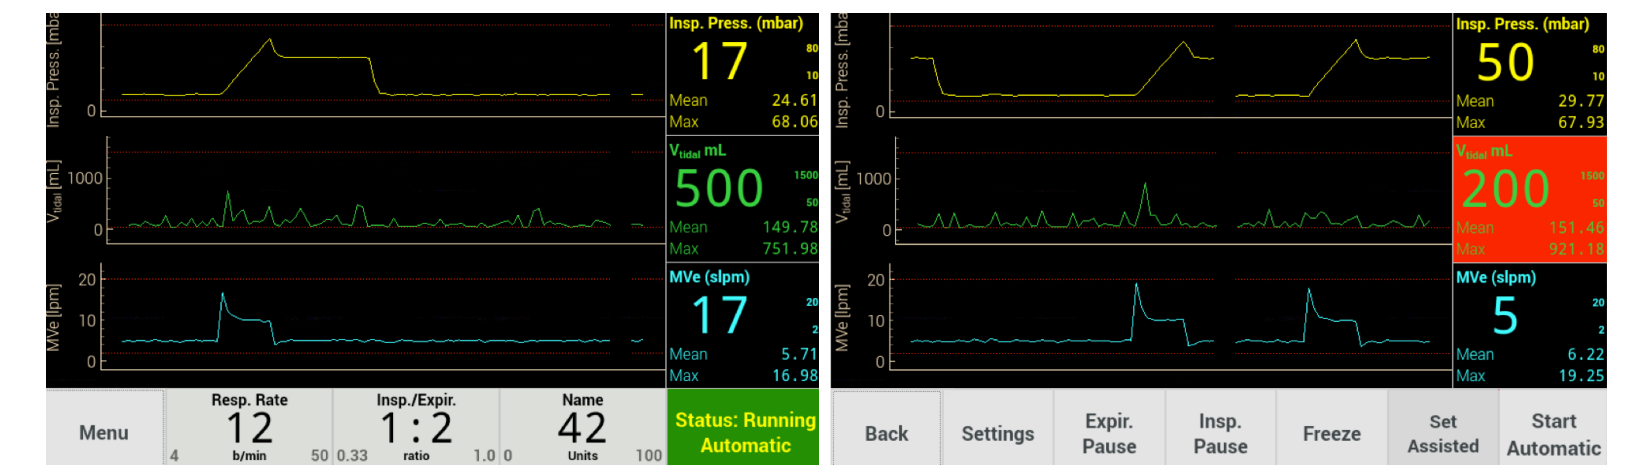 Insp. Press. [mba
0
Insp. Press. (mbar)
17
80
10
Mean 24.61
Max 68.06
Vtidal [mL]
1000
0
Vtidal mL
500
1500
50
Mean 149.78
Max 751.98
MVe [lpm]
20
10
0
MVe (slpm)
17
20
2
Mean 5.71
Max 16.98
Menu
Resp. Rate
12
4 b/min 50
Insp./Expir.
1:2
0.33 ratio 1.0
Name
42
0 Units 100
Status: Running
Automatic
Insp. Press. [mba
0
Insp. Press. (mbar)
50
80
10
Mean 29.77
Max 67.93
Vtidal [mL]
1000
0
Vtidal mL
200
1500
50
Mean 151.46
Max 921.18
MVe [lpm]
20
10
0
MVe (slpm)
5
20
2
Mean 6.22
Max 19.25
Back
Settings
Expir.
Pause
Insp.
Pause
Freeze
Set
Assisted
Start
Automatic